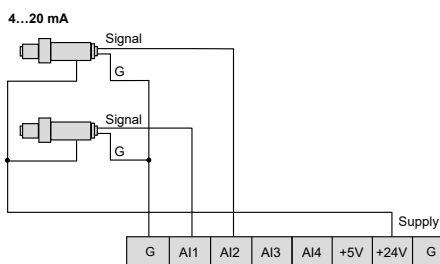 4...20 mA
Signal
G
Signal
G
Supply
G AI1 AI2 AI3 AI4 +5V +24V G